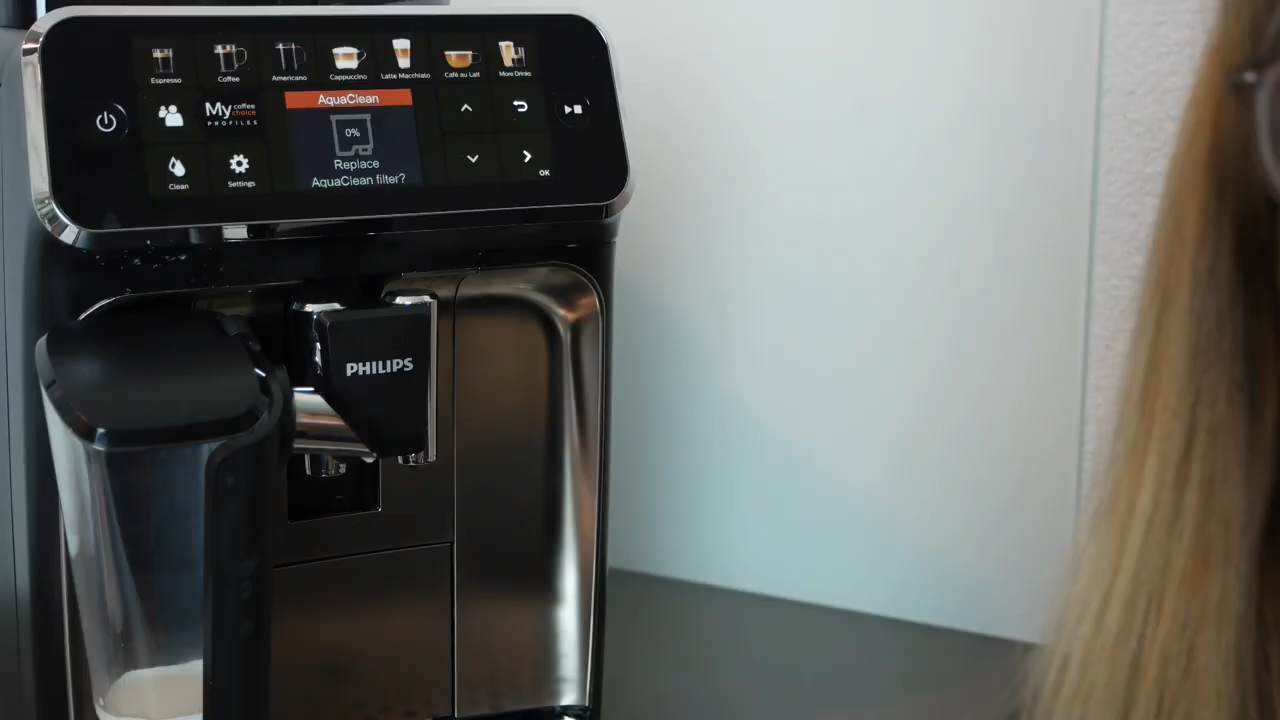 Espresso
Coffee
Americano
Cappuccino
Latte Macchiato
Café au Lait
More Drinks
My coffee
choice
PROFILES
AquaClean
0%
Replace
AquaClean filter?
Clean
Settings
OK
PHILIPS